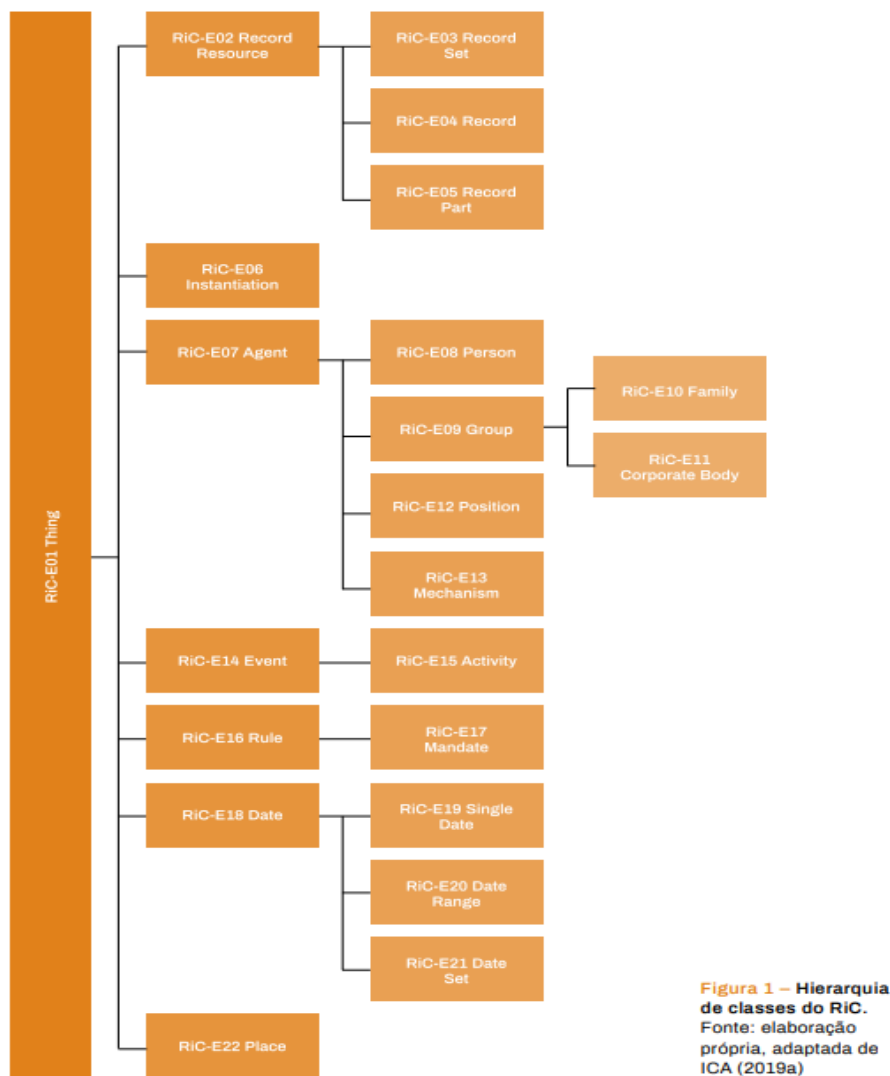 RiC-E01 Thing
RiC-E02 Record
Resource
RiC-E03 Record
Set
RiC-E04 Record
RiC-E05 Record
Part
RiC-E06
Instantiation
RiC-E07 Agent
RiC-E08 Person
RiC-E09 Group
RiC-E10 Family
RiC-E11
Corporate Body
RiC-E12 Position
RiC-E13
Mechanism
RiC-E14 Event
RiC-E15 Activity
RiC-E16 Rule
RiC-E17
Mandate
RiC-E18 Date
RiC-E19 Single
Date
RiC-E20 Date
Range
RiC-E21 Date
Set
RiC-E22 Place
Figura 1 – Hierarquia
de classes do RiC.
Fonte: elaboração
própria, adaptada de
ICA (2019a)